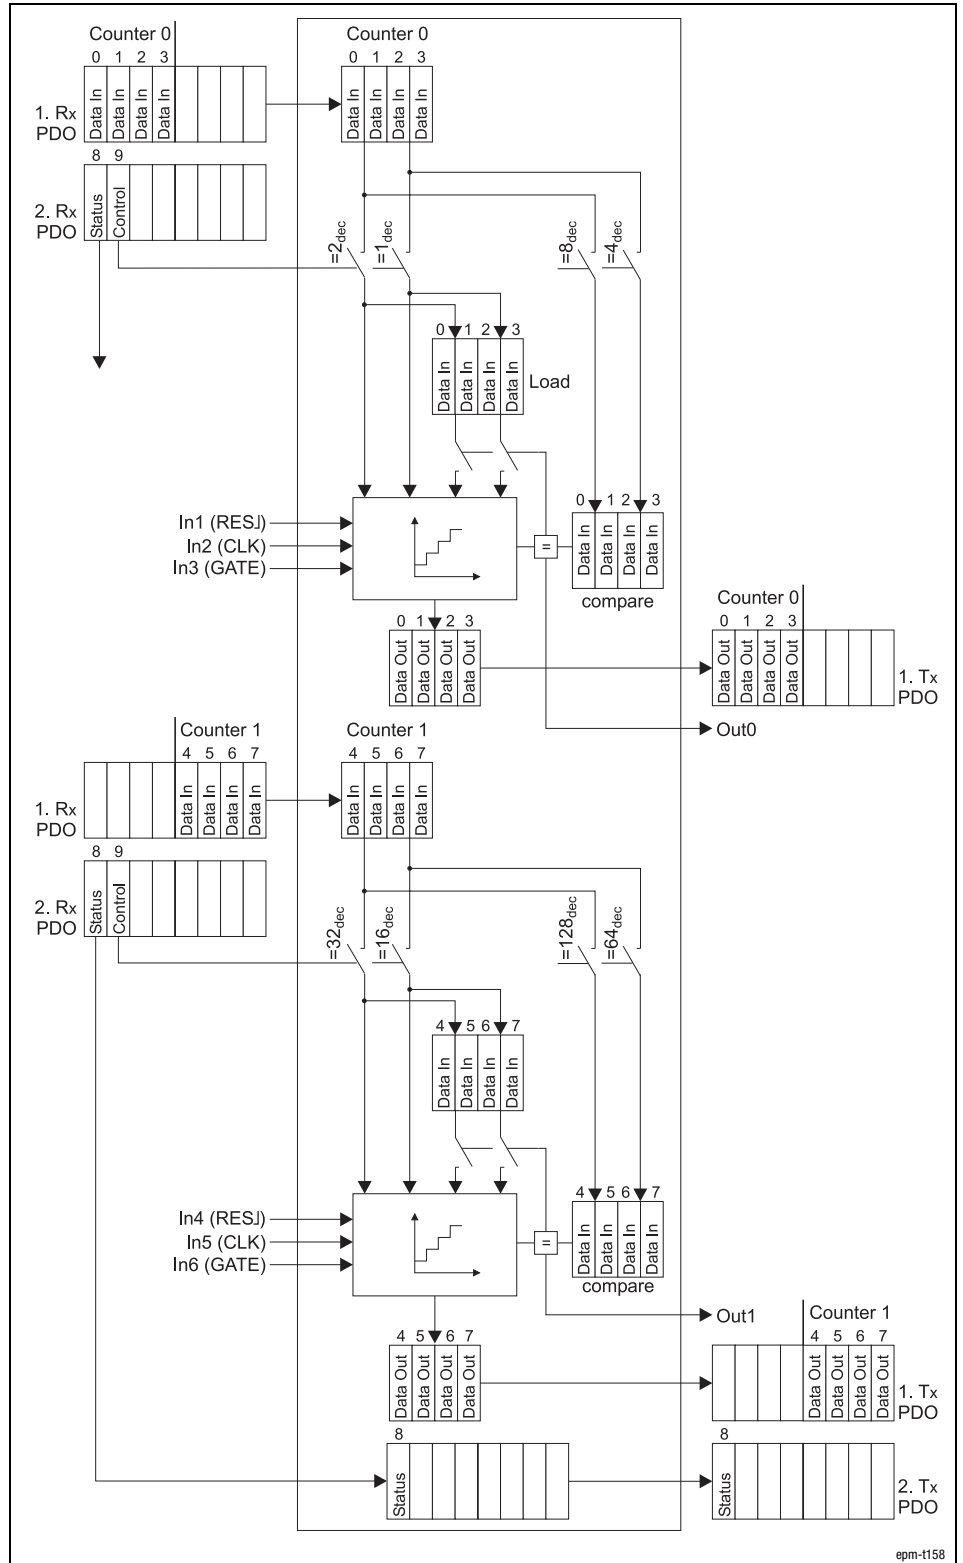 Counter 0
Counter 0
0 1 2 3
0 1 2 3
1. Rx PDO
Data In Data In Data In Data In
Data In Data In Data In Data In
8 9
2. Rx PDO
Status Control
=2dec =1dec =8dec =4dec
0 1 2 3
Data In Data In Data In Data In
Load
0 1 2 3
In1 (RES⅃)
In2 (CLK)
In3 (GATE)
=
Data In Data In Data In Data In
compare
Counter 0
0 1 2 3
0 1 2 3
Data Out Data Out Data Out Data Out
Data Out Data Out Data Out Data Out
1. Tx PDO
Out0
Counter 1
Counter 1
4 5 6 7
4 5 6 7
1. Rx PDO
Data In Data In Data In Data In
Data In Data In Data In Data In
8 9
2. Rx PDO
Status Control
=32dec =16dec =128dec =64dec
4 5 6 7
Data In Data In Data In Data In
4 5 6 7
In4 (RES⅃)
In5 (CLK)
In6 (GATE)
=
Data In Data In Data In Data In
compare
Out1
Counter 1
4 5 6 7
4 5 6 7
Data Out Data Out Data Out Data Out
Data Out Data Out Data Out Data Out
1. Tx PDO
8
8
Status
Status
2. Tx PDO
epm-t158